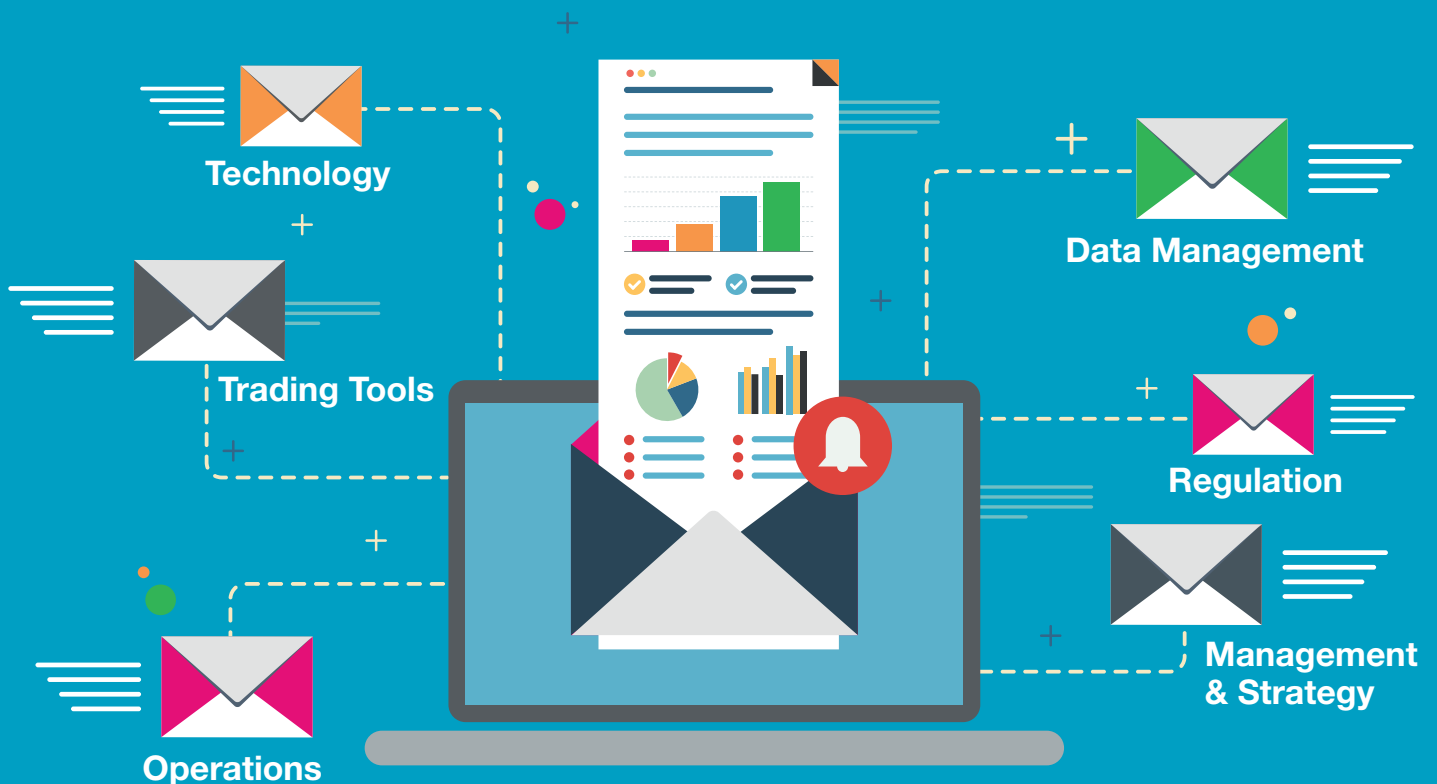 Technology
Trading Tools
Operations
Data Management
Regulation
Management
& Strategy